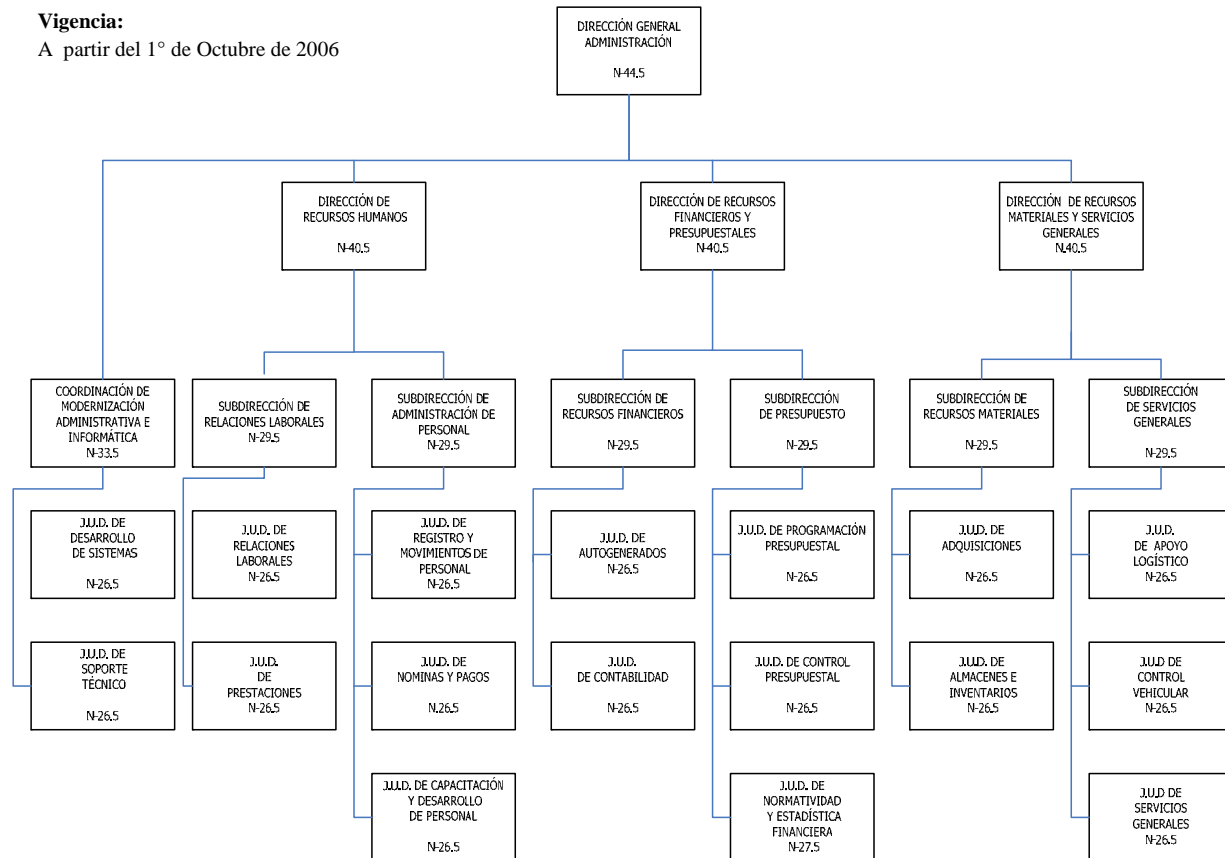 Vigencia:
A partir del 1° de Octubre de 2006
DIRECCIÓN GENERAL
ADMINISTRACIÓN
N-44.5
DIRECCIÓN DE
RECURSOS HUMANOS
N-40.5
DIRECCIÓN DE RECURSOS
FINANCIEROS Y
PRESUPUESTALES
N-40.5
DIRECCIÓN DE RECURSOS
MATERIALES Y SERVICIOS
GENERALES
N.40.5
COORDINACIÓN DE
MODERNIZACIÓN
ADMINISTRATIVA E
INFORMÁTICA
N-33.5
SUBDIRECCIÓN DE
RELACIONES LABORALES
N-29.5
SUBDIRECCIÓN DE
ADMINISTRACIÓN DE
PERSONAL
N-29.5
SUBDIRECCIÓN DE
RECURSOS FINANCIEROS
N-29.5
SUBDIRECCIÓN
DE PRESUPUESTO
N-29.5
SUBDIRECCIÓN DE
RECURSOS MATERIALES
N-29.5
SUBDIRECCIÓN
DE SERVICIOS
GENERALES
N-29.5
J.U.D. DE
DESARROLLO
DE SISTEMAS
N-26.5
J.U.D. DE
RELACIONES
LABORALES
N-26.5
J.U.D. DE
REGISTRO Y
MOVIMIENTOS DE
PERSONAL
N-26.5
J.U.D. DE
AUTOGENERADOS
N-26.5
J.U.D. DE PROGRAMACIÓN
PRESUPUESTAL
N-26.5
J.U.D. DE
ADQUISICIONES
N-26.5
J.U.D.
DE APOYO
LOGÍSTICO
N-26.5
J.U.D. DE
SOPORTE
TÉCNICO
N-26.5
J.U.D.
DE
PRESTACIONES
N-26.5
J.U.D. DE
NOMINAS Y PAGOS
N.26.5
J.U.D.
DE CONTABILIDAD
N-26.5
J.U.D. DE CONTROL
PRESUPUESTAL
N-26.5
J.U.D. DE
ALMACENES E
INVENTARIOS
N-26.5
J.U.D DE
CONTROL
VEHICULAR
N-26.5
J.U.D. DE CAPACITACIÓN
Y DESARROLLO
DE PERSONAL
N-26.5
J.U.D. DE
NORMATIVIDAD
Y ESTADÍSTICA
FINANCIERA
N-27.5
J.U.D DE
SERVICIOS
GENERALES
N-26.5